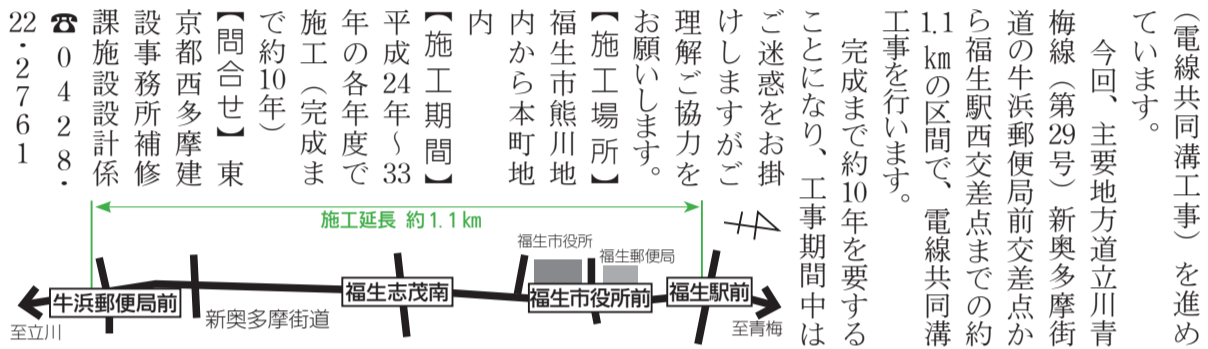 （電線共同溝工事）を進め
ています。
　今回、主要地方道立川青
梅線（第29号）新奥多摩街
道の牛浜郵便局前交差点か
ら福生駅西交差点までの約
1.1㎞の区間で、電線共同溝
工事を行います。
　完成まで約10年を要する
ことになり、工事期間中は
ご迷惑をお掛
けしますがご
理解ご協力を
お願いします。
【施工場所】
福生市熊川地
内から本町地
内
【施工期間】
平成24年～33
年の各年度で
施工（完成ま
で約10年）
【問合せ】東
京都西多摩建
設事務所補修
課施設設計係
☎0428・
22・2761
施工延長 約1.1㎞
福生市役所
福生郵便局
牛浜郵便局前
福生志茂南
福生市役所前
福生駅前
新奥多摩街道
至立川
至青梅